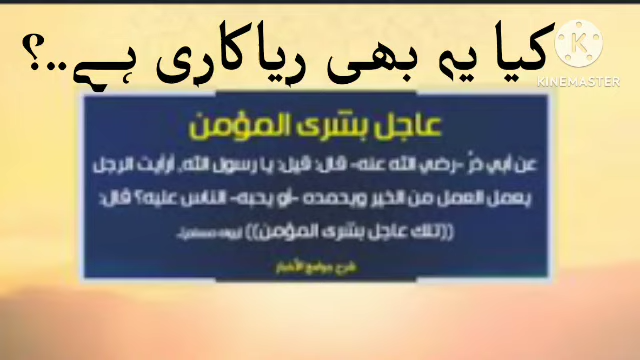 کیا یہ بھی ریاکاری ہے..؟
KINEMASTER
عاجل بشرى المؤمن
عن أبي ذرٍّ -رضي الله عنه- قال: قيل: يا رسول الله، أرأيت الرجل
يعمل العمل من الخير ويحمده -أو يحبه- الناس عليه؟ قال:
((تلك عاجل بشرى المؤمن)) [رواه مسلم].
شرح جوامع الأخبار